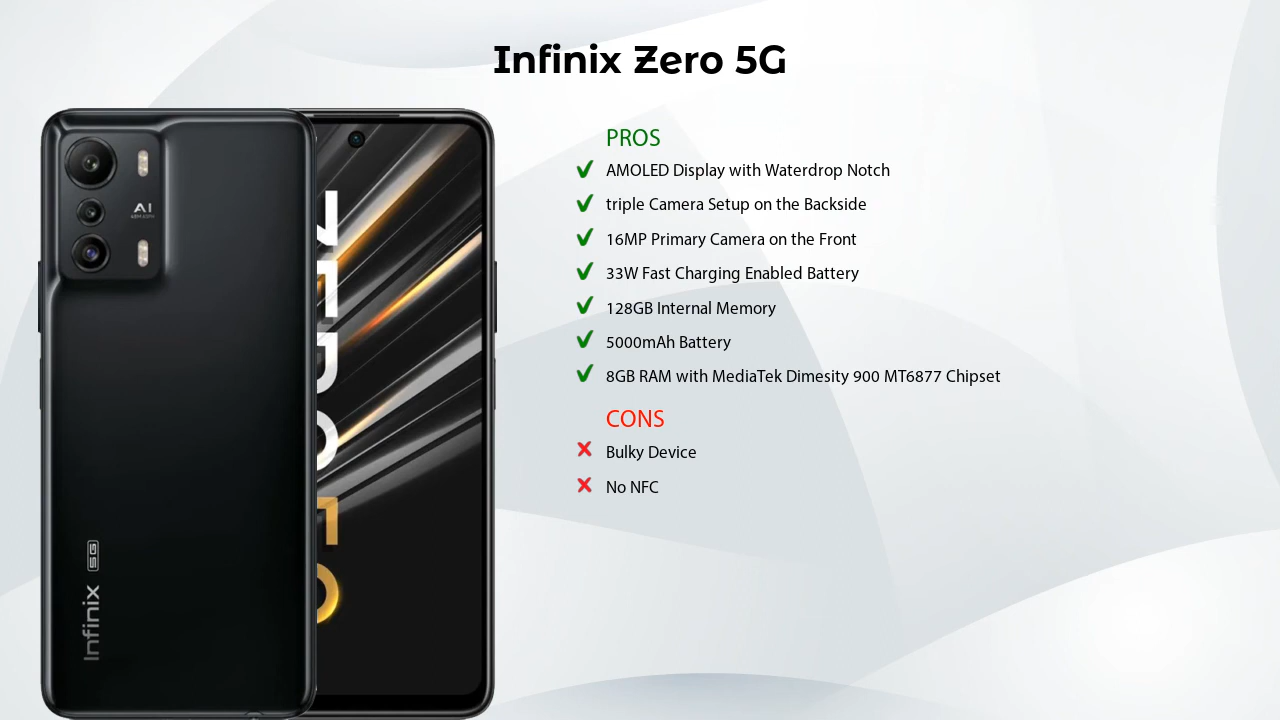 Infinix Zero 5G
PROS
AMOLED Display with Waterdrop Notch
triple Camera Setup on the Backside
16MP Primary Camera on the Front
33W Fast Charging Enabled Battery
128GB Internal Memory
5000mAh Battery
8GB RAM with MediaTek Dimesity 900 MT6877 Chipset
CONS
Bulky Device
No NFC
AI
Infinix 5G